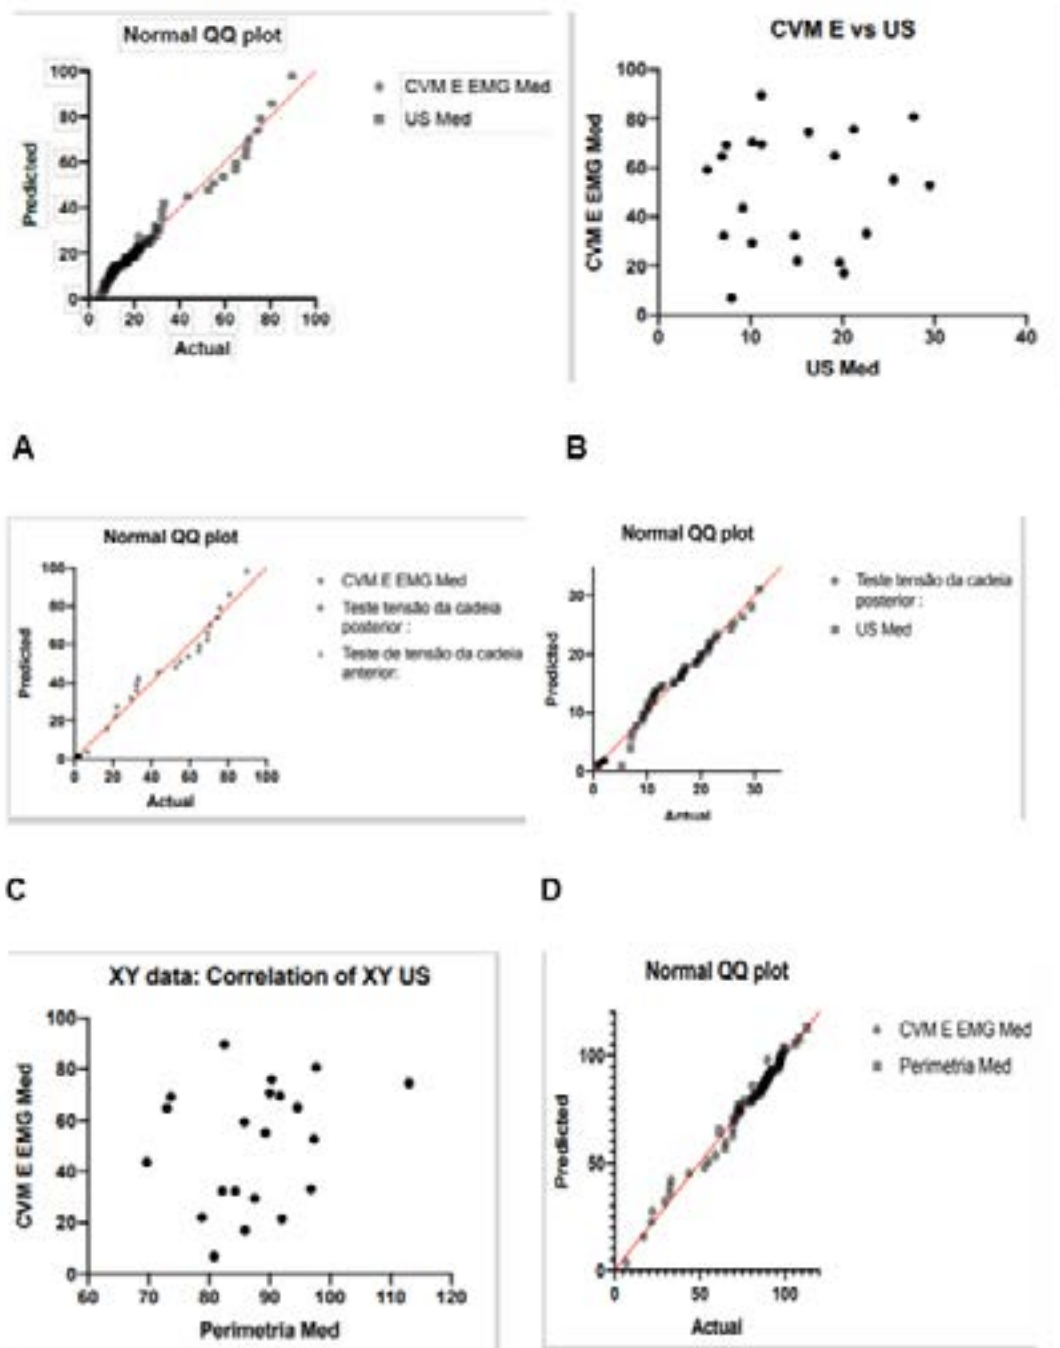 Normal QQ plot
100
80
60
40
20
0
0 20 40 60 80 100
Predicted
Actual
CVM E EMG Med
US Med
CVM E vs US
100
80
60
40
20
0
0 10 20 30 40
CVM E EMG Med
US Med
A
B
Normal QQ plot
100
80
60
40
20
0
0 20 40 60 80 100
Predicted
Actual
CVM E EMG Med
Teste tensão da cadeia
posterior :
Teste de tensão da cadeia
anterior:
Normal QQ plot
30
20
10
0
0 10 20 30
Predicted
Actual
Teste tensão da cadeia
posterior :
US Med
C
D
XY data: Correlation of XY US
100
80
60
40
20
0
60 70 80 90 100 110 120
CVM E EMG Med
Perimetria Med
Normal QQ plot
100
50
0
0 50 100
Predicted
Actual
CVM E EMG Med
Perimetria Med